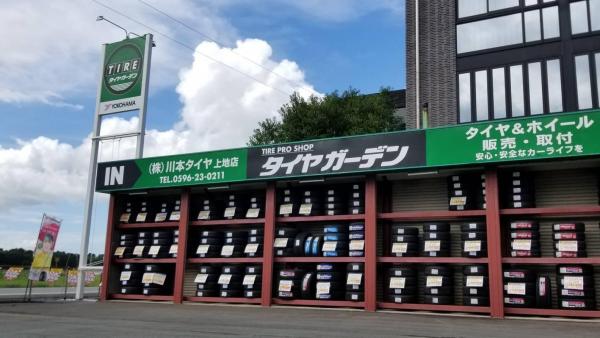 TIRE
タイヤガーデン
YOKOHAMA
IN
(株)川本タイヤ 上地店
TEL.0596-23-0211
TIRE PRO SHOP
タイヤガーデン
タイヤ&ホイール
販売・取付
安心・安全なカーライフを